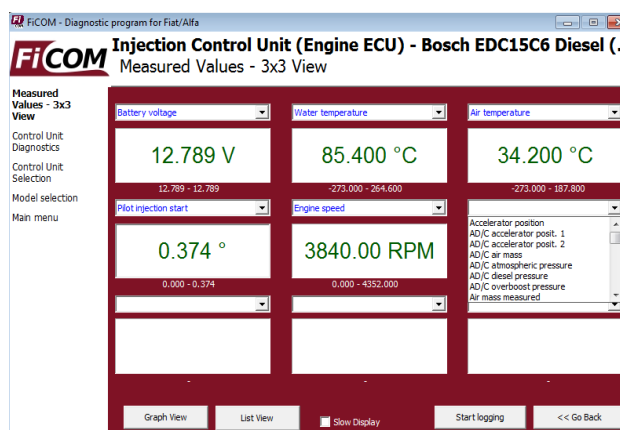 FiCOM - Diagnostic program for Fiat/Alfa
FiCOM
Injection Control Unit (Engine ECU) - Bosch EDC15C6 Diesel (.
Measured Values - 3x3 View
Measured
Values - 3x3
View
Control Unit
Diagnostics
Control Unit
Selection
Model selection
Main menu
Battery voltage
Water temperature
Air temperature
12.789 V
85.400 °C
34.200 °C
12.789 - 12.789
-273.000 - 264.600
-273.000 - 187.800
Pilot injection start
Engine speed
0.374 °
3840.00 RPM
0.000 - 0.374
0.000 - 4352.000
Accelerator position
AD/C accelerator posit. 1
AD/C accelerator posit. 2
AD/C air mass
AD/C atmospheric pressure
AD/C diesel pressure
AD/C overboost pressure
Air mass measured
-
-
-
Graph View
List View
Slow Display
Start logging
<< Go Back